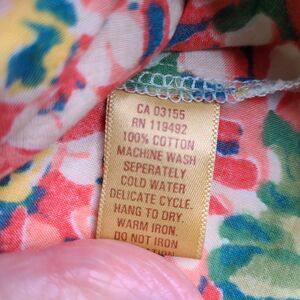 CA 03155
RN 119492
100% COTTON
MACHINE WASH
SEPERATELY
COLD WATER
DELICATE CYCLE.
HANG TO DRY.
WARM IRON.
DO NOT IRON